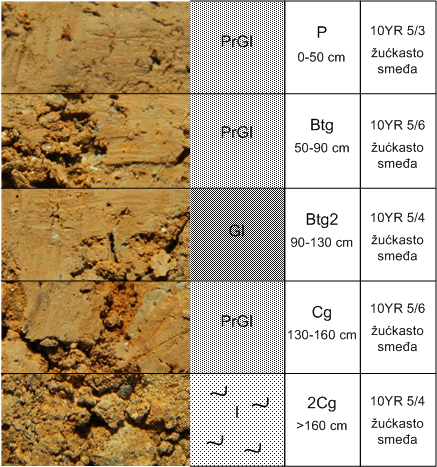 PrGl
P
0-50 cm
10YR 5/3
žućkasto
smeđa
PrGl
Btg
50-90 cm
10YR 5/6
žućkasto
smeđa
Gl
Btg2
90-130 cm
10YR 5/4
žućkasto
smeđa
PrGl
Cg
130-160 cm
10YR 5/6
žućkasto
smeđa
I
2Cg
>160 cm
10YR 5/4
žućkasto
smeđa